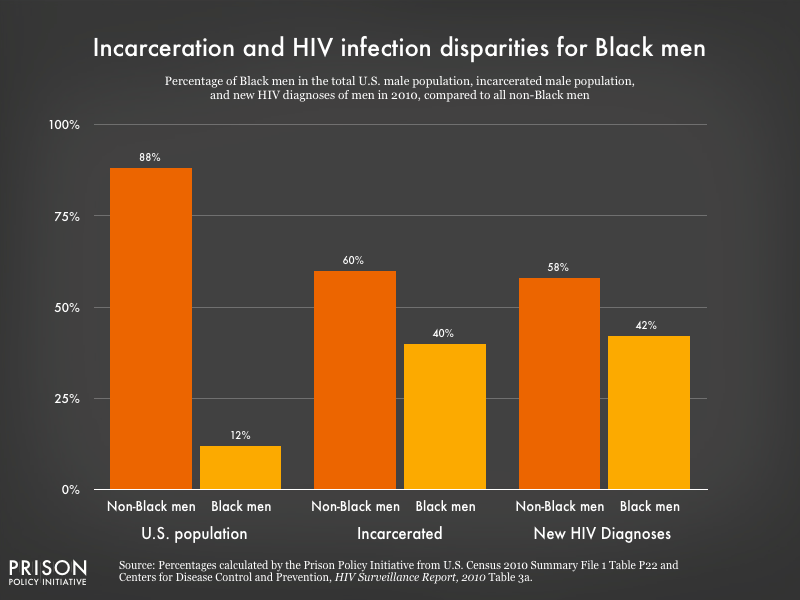 Incarceration and HIV infection disparities for Black men
Percentage of Black men in the total U.S. male population, incarcerated male population,
and new HIV diagnoses of men in 2010, compared to all non-Black men
100%
75%
50%
25%
0%
88%
12%
60%
40%
58%
42%
Non-Black men Black men Non-Black men Black men Non-Black men Black men
U.S. population Incarcerated New HIV Diagnoses
PRISON
POLICY INITIATIVE
Source: Percentages calculated by the Prison Policy Initiative from U.S. Census 2010 Summary File 1 Table P22 and
Centers for Disease Control and Prevention, HIV Surveillance Report, 2010 Table 3a.